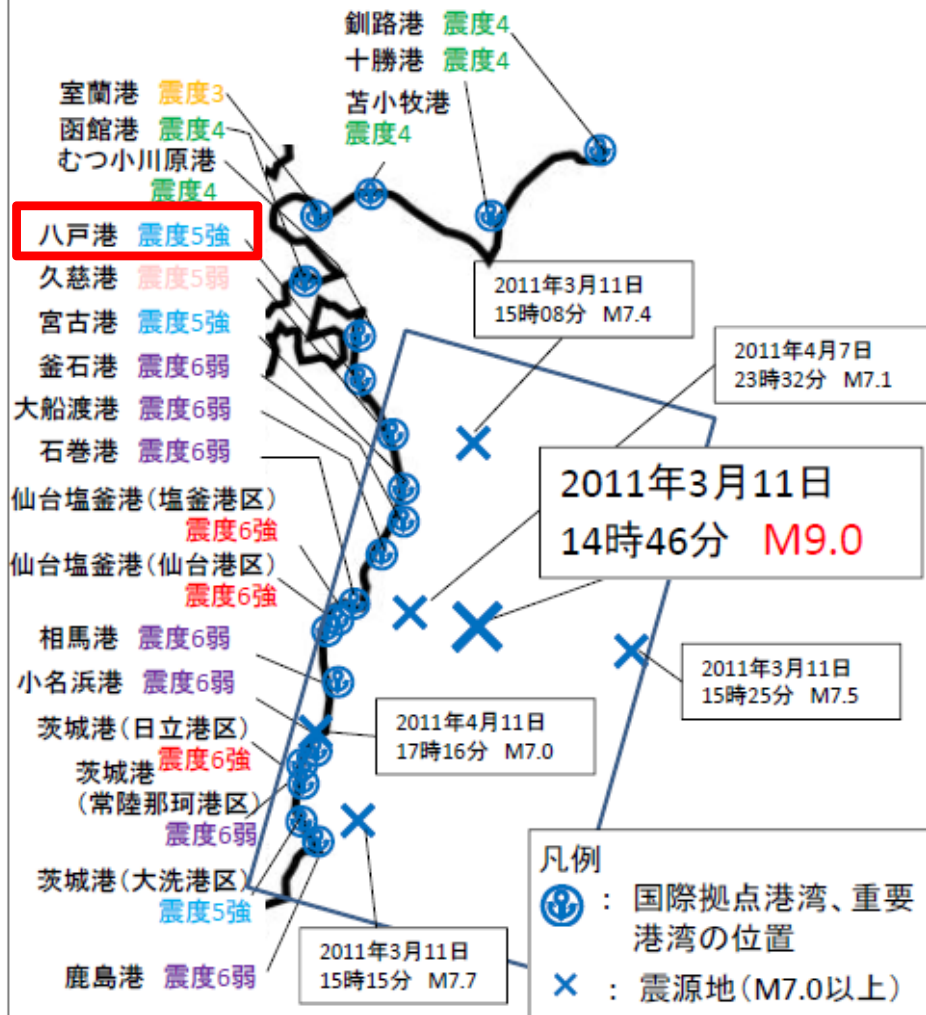 釧路港 震度4
十勝港 震度4
室蘭港 震度3
苫小牧港
震度4
函館港 震度4
むつ小川原港
震度4
八戸港 震度5強
久慈港 震度5弱
宮古港 震度5強
釜石港 震度6弱
大船渡港 震度6弱
石巻港 震度6弱
仙台塩釜港(塩釜港区)
震度6強
仙台塩釜港(仙台港区)
震度6強
相馬港 震度6弱
小名浜港 震度6弱
茨城港(日立港区)
震度6強
茨城港
(常陸那珂港区)
震度6弱
茨城港(大洗港区)
震度5強
鹿島港 震度6弱
2011年3月11日
15時08分 M7.4
2011年4月7日
23時32分 M7.1
2011年3月11日
14時46分 M9.0
2011年3月11日
15時25分 M7.5
2011年4月11日
17時16分 M7.0
2011年3月11日
15時15分 M7.7
凡例
: 国際拠点港湾、重要
港湾の位置
× : 震源地(M7.0以上)